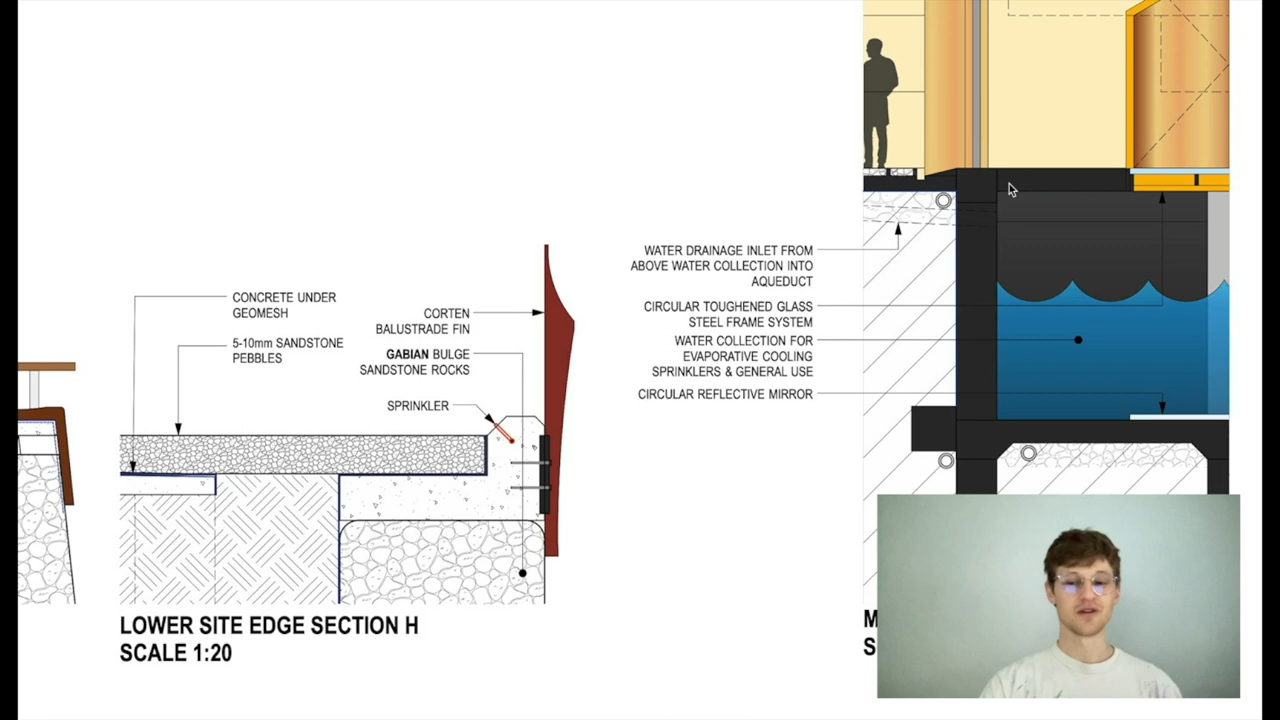 CONCRETE UNDER
GEOMESH
5-10mm SANDSTONE
PEBBLES
CORTEN
BALUSTRADE FIN
GABIAN BULGE
SANDSTONE ROCKS
SPRINKLER
LOWER SITE EDGE SECTION H
SCALE 1:20
WATER DRAINAGE INLET FROM
ABOVE WATER COLLECTION INTO
AQUEDUCT
CIRCULAR TOUGHENED GLASS
STEEL FRAME SYSTEM
WATER COLLECTION FOR
EVAPORATIVE COOLING
SPRINKLERS & GENERAL USE
CIRCULAR REFLECTIVE MIRROR